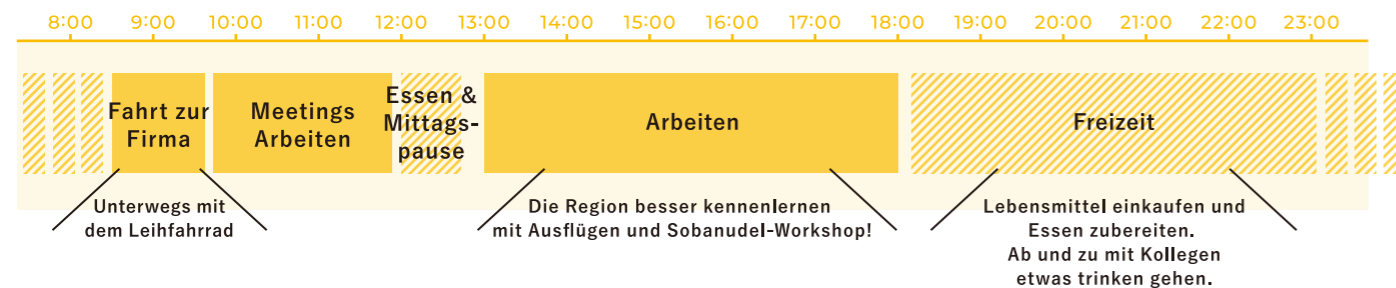 8:00 9:00 10:00 11:00 12:00 13:00 14:00 15:00 16:00 17:00 18:00 19:00 20:00 21:00 22:00 23:00
Fahrt zur
Firma
Meetings
Arbeiten
Essen &
Mittags-
pause
Arbeiten
Freizeit
Unterwegs mit
dem Leihfahrrad
Die Region besser kennenlernen
mit Ausflügen und Sobanudel-Workshop!
Lebensmittel einkaufen und
Essen zubereiten.
Ab und zu mit Kollegen
etwas trinken gehen.